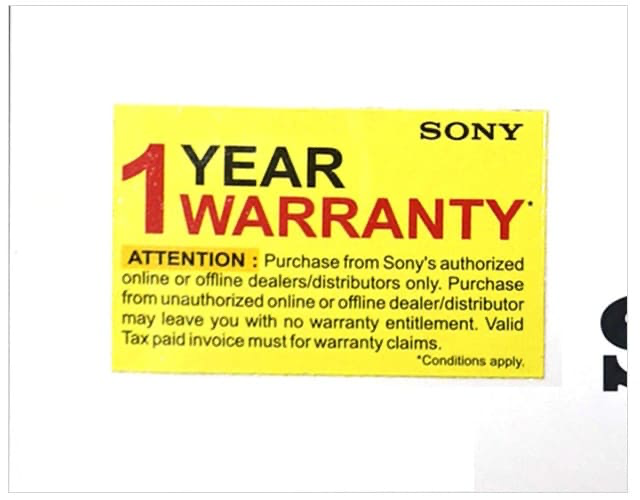 SONY
1 YEAR
WARRANTY*
ATTENTION : Purchase from Sony's authorized
online or offline dealers/distributors only. Purchase
from unauthorized online or offline dealer/distributor
may leave you with no warranty entitlement. Valid
Tax paid invoice must for warranty claims.
*Conditions apply.